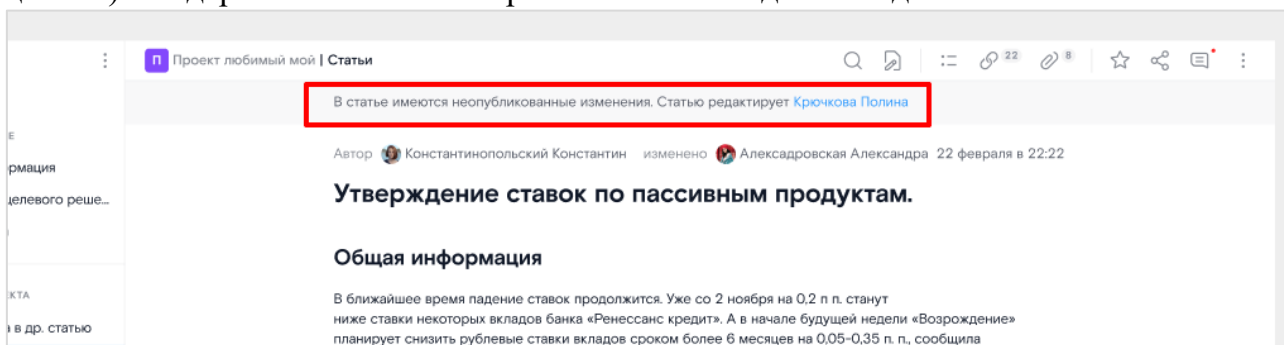 П Проект любимый мой | Статьи 22 8
В статье имеются неопубликованные изменения. Статью редактирует Крючкова Полина
Е
рмация
Автор Константинопольский Константин изменено Алексадровская Александра 22 февраля в 22:22
целевого реше...
Утверждение ставок по пассивным продуктам.
Общая информация
ЕКТА
В ближайшее время падение ставок продолжится. Уже со 2 ноября на 0,2 п п. станут
в др. статью
ниже ставки некоторых вкладов банка «Ренессанс кредит». А в начале будущей недели «Возрождение»
планирует снизить рублевые ставки вкладов сроком более 6 месяцев на 0,05-0,35 п. п., сообщила